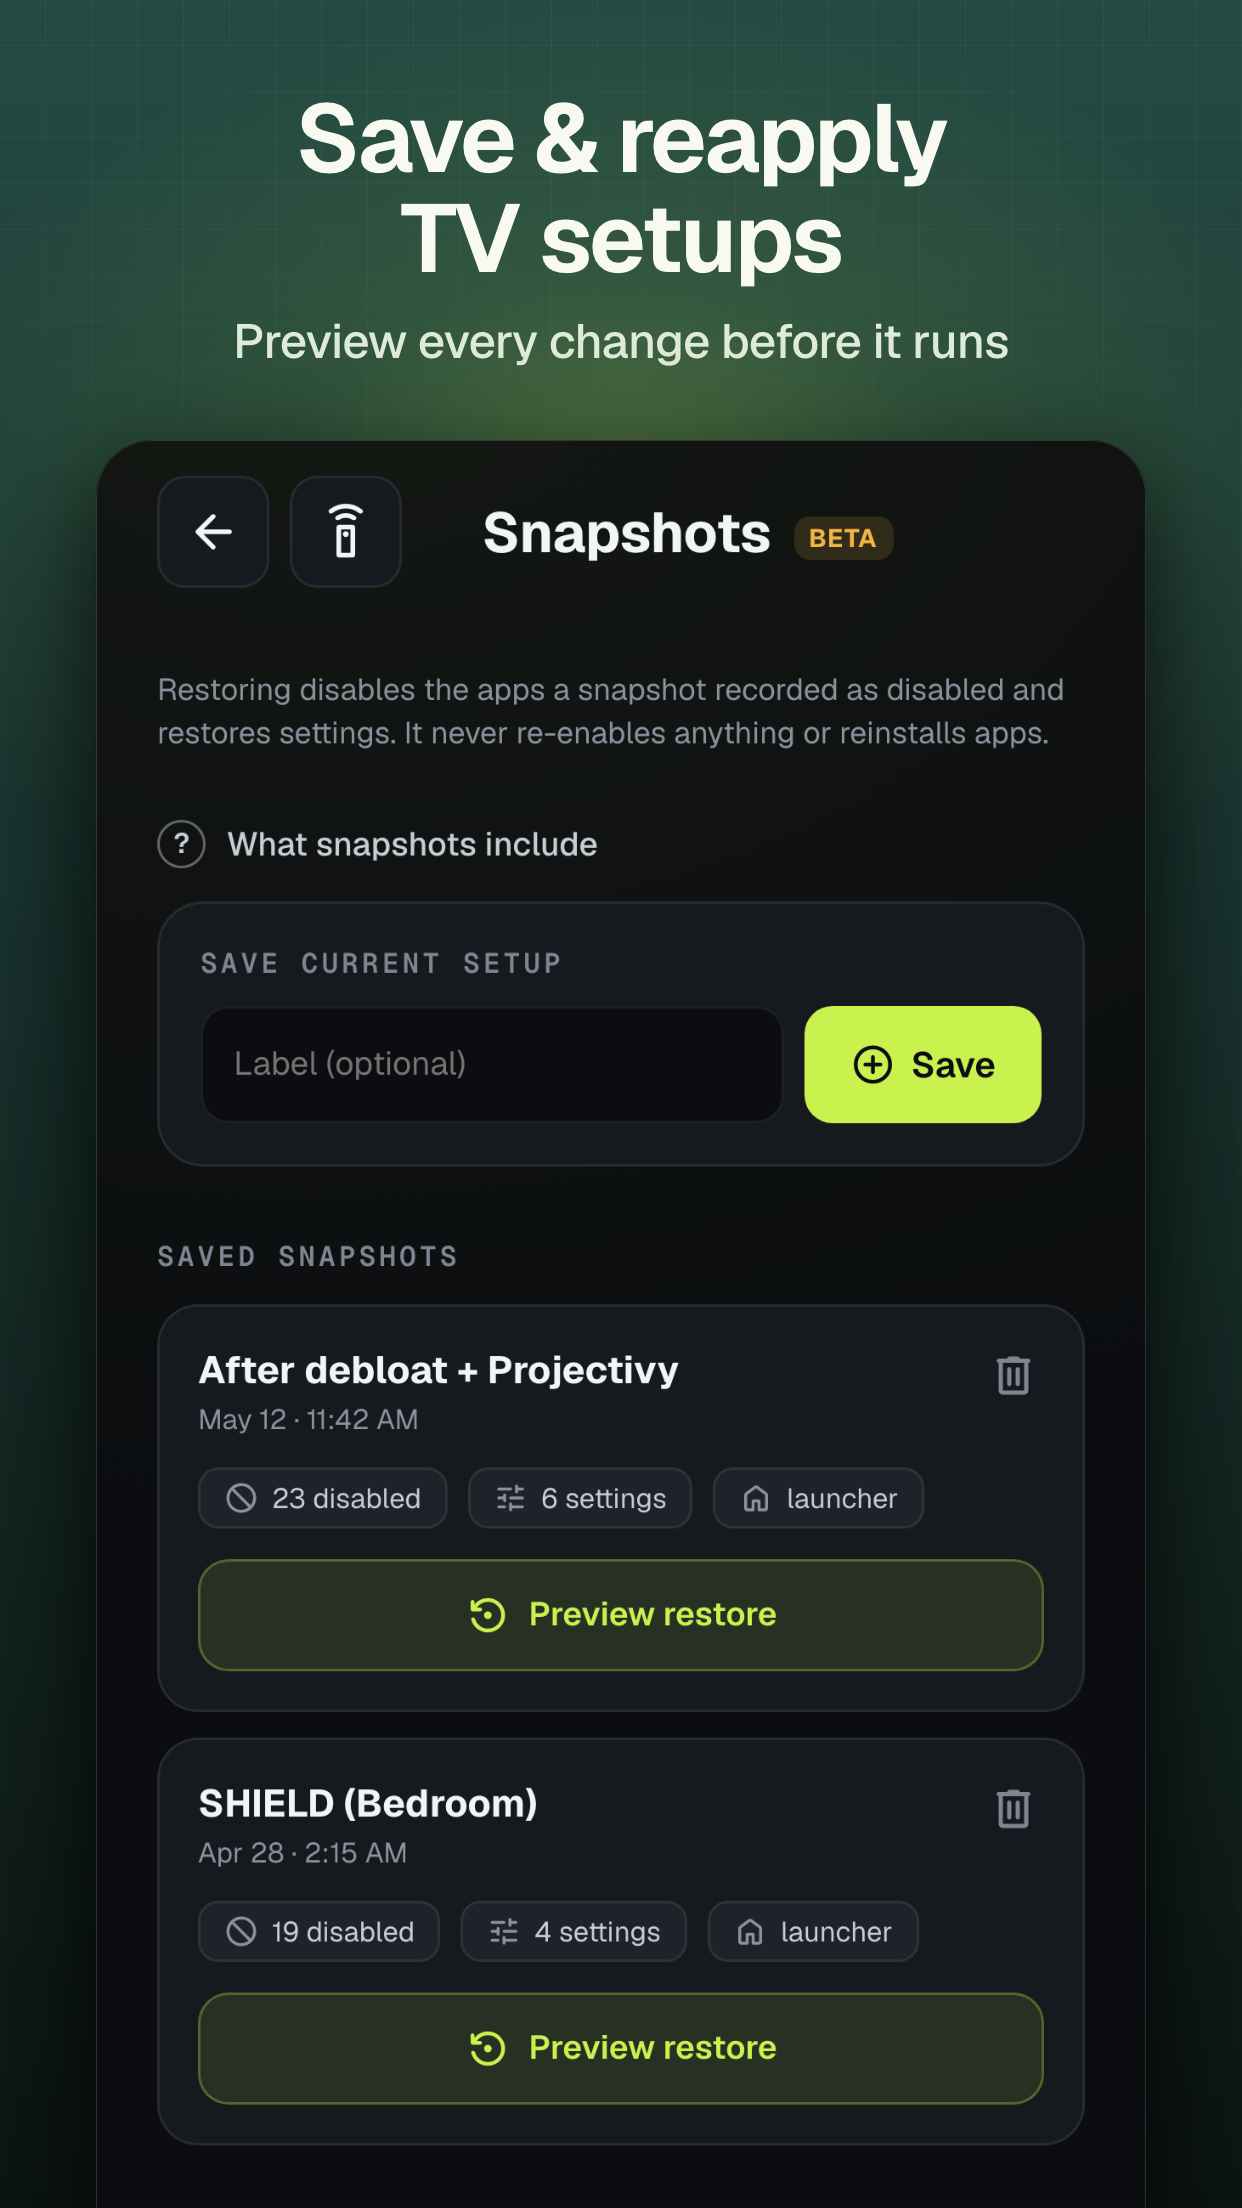 Save & reapply
TV setups
Preview every change before it runs
Snapshots BETA
Restoring disables the apps a snapshot recorded as disabled and
restores settings. It never re-enables anything or reinstalls apps.
? What snapshots include
SAVE CURRENT SETUP
Label (optional)
Save
SAVED SNAPSHOTS
After debloat + Projectivy
May 12 · 11:42 AM
23 disabled
6 settings
launcher
Preview restore
SHIELD (Bedroom)
Apr 28 · 2:15 AM
19 disabled
4 settings
launcher
Preview restore